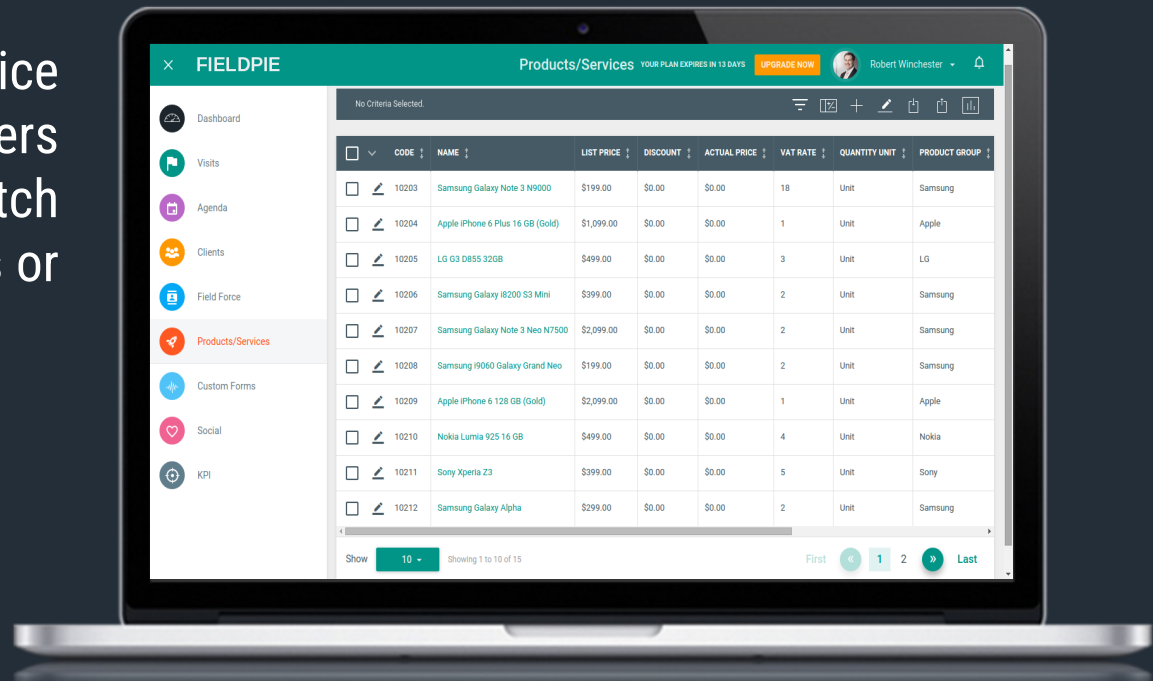 ice
ers
tch
s or
× FIELDPIE Products/Services YOUR PLAN EXPIRES IN 13 DAYS UPGRADE NOW Robert Winchester
No Criteria Selected.
Dashboard
Visits
Agenda
Clients
Field Force
Products/Services
Custom Forms
Social
KPI
CODE NAME LIST PRICE DISCOUNT ACTUAL PRICE VAT RATE QUANTITY UNIT PRODUCT GROUP
10203 Samsung Galaxy Note 3 N9000 $199.00 $0.00 $0.00 18 Unit Samsung
10204 Apple iPhone 6 Plus 16 GB (Gold) $1,099.00 $0.00 $0.00 1 Unit Apple
10205 LG G3 D855 32GB $499.00 $0.00 $0.00 3 Unit LG
10206 Samsung Galaxy i8200 S3 Mini $399.00 $0.00 $0.00 2 Unit Samsung
10207 Samsung Galaxy Note 3 Neo N7500 $2,099.00 $0.00 $0.00 2 Unit Samsung
10208 Samsung i9060 Galaxy Grand Neo $199.00 $0.00 $0.00 2 Unit Samsung
10209 Apple iPhone 6 128 GB (Gold) $2,099.00 $0.00 $0.00 1 Unit Apple
10210 Nokia Lumia 925 16 GB $499.00 $0.00 $0.00 4 Unit Nokia
10211 Sony Xperia Z3 $399.00 $0.00 $0.00 5 Unit Sony
10212 Samsung Galaxy Alpha $299.00 $0.00 $0.00 2 Unit Samsung
Show 10 Showing 1 to 10 of 15 First « 1 2 » Last